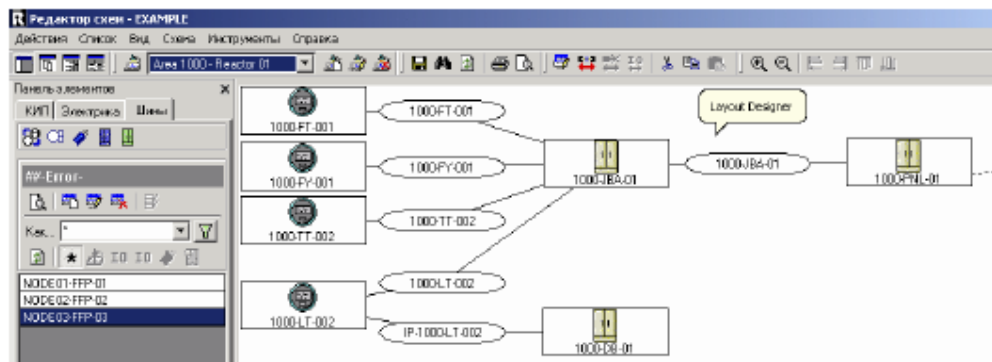 Редактор схем - EXAMPLE
Действия Список Вид Схема Инструменты Справка
Area 1000 - Reactor 01
Панель элементов
КИП Электрика Шины
##-Error-
Как... *
NODE01-FFP-01
NODE02-FFP-02
NODE03-FFP-03
1000-FT-001
1000-FT-001
1000-FY-001
1000-FY-001
1000-TT-002
1000-TT-002
1000-LT-002
1000-LT-002
IP-1000-LT-002
1000-JBA-01
1000-JBA-01
1000-PNL-01
1000-DB-01
Layout Designer